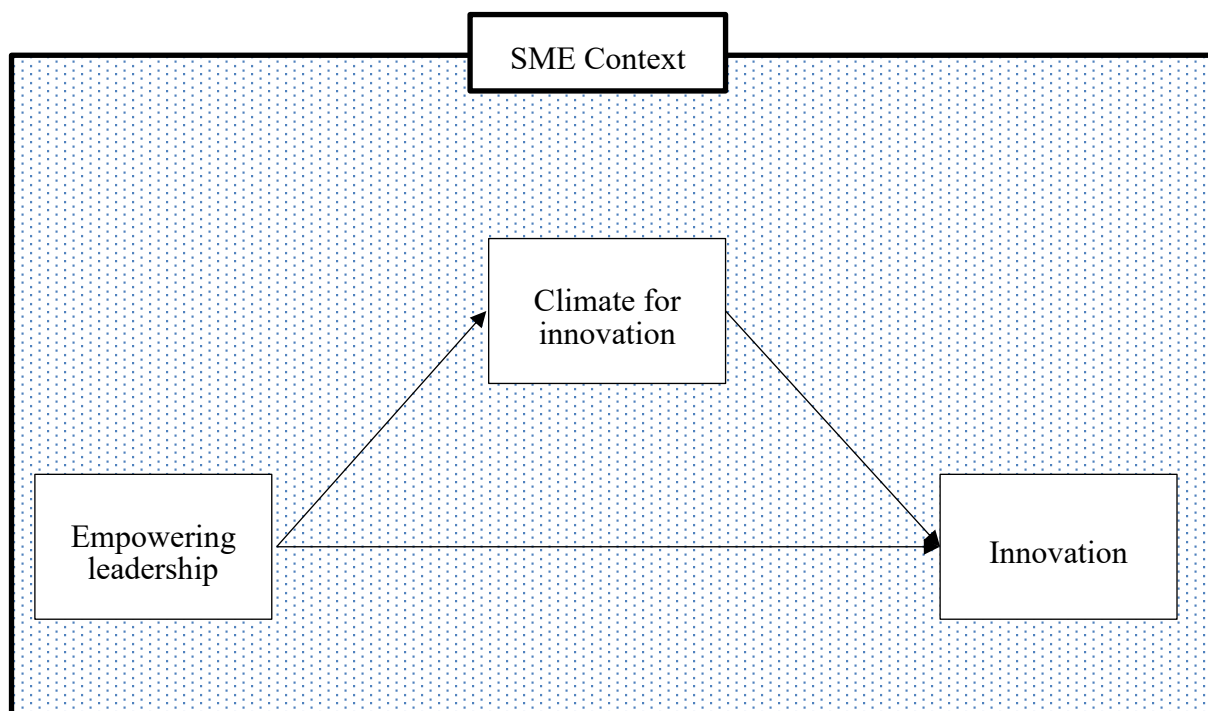 SME Context
Climate for
innovation
Empowering
leadership
Innovation